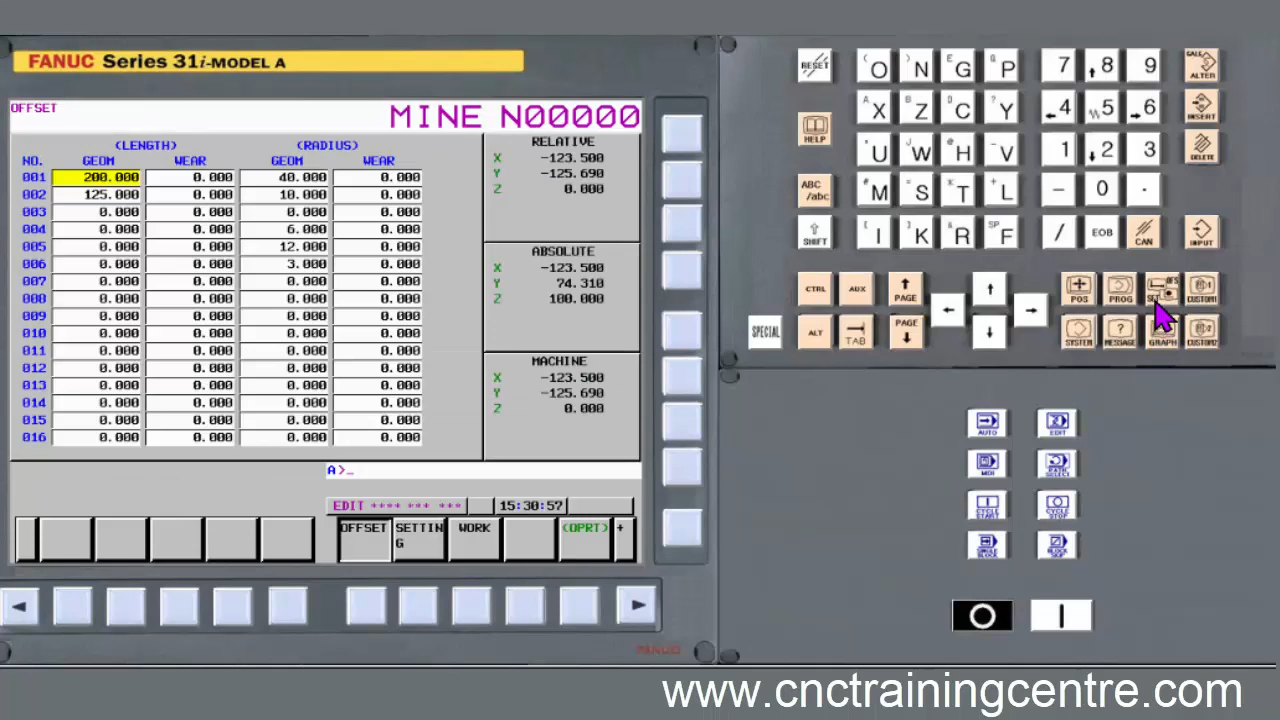 FANUC Series 31i-MODEL A
OFFSET
MINE N00000
(LENGTH) (RADIUS)
NO. GEOM WEAR GEOM WEAR
001 200.000 0.000 40.000 0.000
002 125.000 0.000 10.000 0.000
003 0.000 0.000 0.000 0.000
004 0.000 0.000 6.000 0.000
005 0.000 0.000 12.000 0.000
006 0.000 0.000 3.000 0.000
007 0.000 0.000 0.000 0.000
008 0.000 0.000 0.000 0.000
009 0.000 0.000 0.000 0.000
010 0.000 0.000 0.000 0.000
011 0.000 0.000 0.000 0.000
012 0.000 0.000 0.000 0.000
013 0.000 0.000 0.000 0.000
014 0.000 0.000 0.000 0.000
015 0.000 0.000 0.000 0.000
016 0.000 0.000 0.000 0.000
RELATIVE
X -123.500
Y -125.690
Z 0.000
ABSOLUTE
X -123.500
Y 74.310
Z 100.000
MACHINE
X -123.500
Y -125.690
Z 0.000
A>_
EDIT **** *** *** 15:30:57
OFFSET SETTIN WORK (OPRT) +
G
FANUC
RESET (O )N G P 7 8 9 ALTER
HELP X Z C Y 4 5 6 INSERT
U W H V 1 2 3 DELETE
ABC /abc #M =S *T +L - 0 .
SHIFT [I ]K &R SP F / EOB CAN INPUT
CTRL AUX PAGE POS PROG OFS SET CUSTOM1
SPECIAL ALT TAB PAGE SYSTEM MESSAGE GRAPH CUSTOM2
AUTO EDIT
MDI
CYCLE START CYCLE STOP
SINGLE BLOCK BLOCK SKIP
www.cnctrainingcentre.com